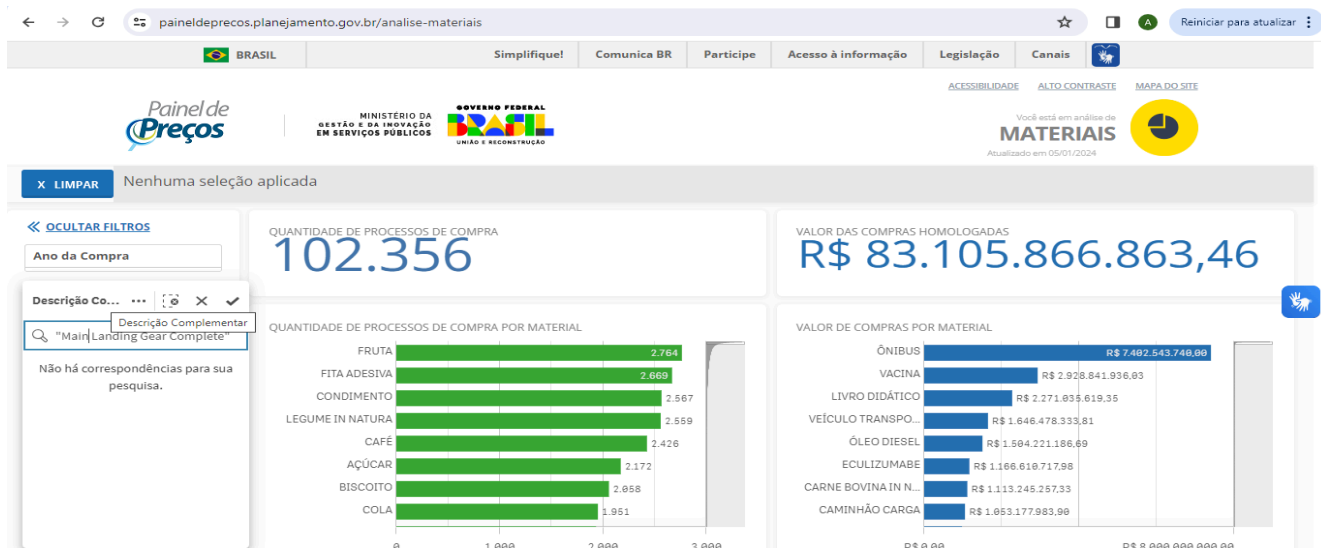 paineldeprecos.planejamento.gov.br/analise-materiais
A
Reiniciar para atualizar
BRASIL
Simplifique!
Comunica BR
Participe
Acesso à informação
Legislação
Canais
ACESSIBILIDADE
ALTO CONTRASTE
MAPA DO SITE
Painel de
Preços
MINISTÉRIO DA
GESTÃO E DA INOVAÇÃO
EM SERVIÇOS PÚBLICOS
GOVERNO FEDERAL
BRASIL
UNIÃO E RECONSTRUÇÃO
Você está em análise de
MATERIAIS
Atualizado em 05/01/2024
X LIMPAR
Nenhuma seleção aplicada
OCULTAR FILTROS
Ano da Compra
Descrição Co...
Descrição Complementar
"Main Landing Gear Complete"
Não há correspondências para sua
pesquisa.
QUANTIDADE DE PROCESSOS DE COMPRA
102.356
VALOR DAS COMPRAS HOMOLOGADAS
R$ 83.105.866.863,46
QUANTIDADE DE PROCESSOS DE COMPRA POR MATERIAL
FRUTA 2.764
FITA ADESIVA 2.669
CONDIMENTO 2.567
LEGUME IN NATURA 2.559
CAFÉ 2.426
AÇÚCAR 2.172
BISCOITO 2.058
COLA 1.951
0 1.000 2.000 3.000
VALOR DE COMPRAS POR MATERIAL
ÔNIBUS R$ 7.402.543.740,00
VACINA R$ 2.928.841.936,03
LIVRO DIDÁTICO R$ 2.271.035.619,35
VEÍCULO TRANSPO... R$ 1.646.478.333,81
ÓLEO DIESEL R$ 1.504.221.186,69
ECULIZUMABE R$ 1.166.610.717,98
CARNE BOVINA IN N... R$ 1.113.245.257,33
CAMINHÃO CARGA R$ 1.053.177.983,90
R$ 0,00 R$ 8.000.000.000,00